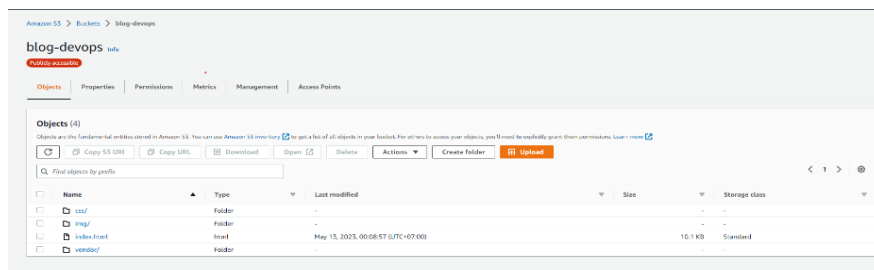 Amazon S3 > Buckets > blog-devops
blog-devops Info
Publicly accessible
Objects Properties Permissions Metrics Management Access Points
Objects (4)
Objects are the fundamental entities stored in Amazon S3. You can use Amazon S3 inventory to get a list of all objects in your bucket. For others to access your objects, you'll need to explicitly grant them permissions. Learn more
Copy S3 URI Copy URL Download Open Delete Actions Create folder Upload
Find objects by prefix < 1 >
Name Type Last modified Size Storage class
css/ Folder - - -
img/ Folder - - -
index.html html May 13, 2023, 00:08:57 (UTC+07:00) 10.1 KB Standard
vendor/ Folder - - -